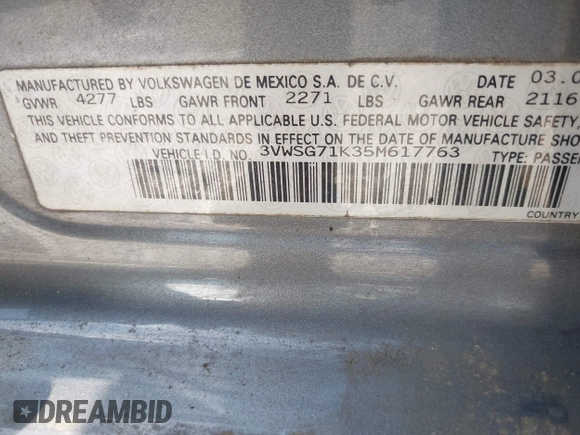 MANUFACTURED BY VOLKSWAGEN DE MEXICO S.A. DE C.V. DATE 03.0
GVWR 4277 LBS GAWR FRONT 2271 LBS GAWR REAR 2116
THIS VEHICLE CONFORMS TO ALL APPLICABLE U.S. FEDERAL MOTOR VEHICLE SAFETY,
AND THEFT PREVENTION STANDARDS IN EFFECT ON THE DATE OF MANUFACTURE SHO
VEHICLE I.D. NO. 3VWSG71K35M617763 TYPE: PASSE
COUNTRY
DREAMBID